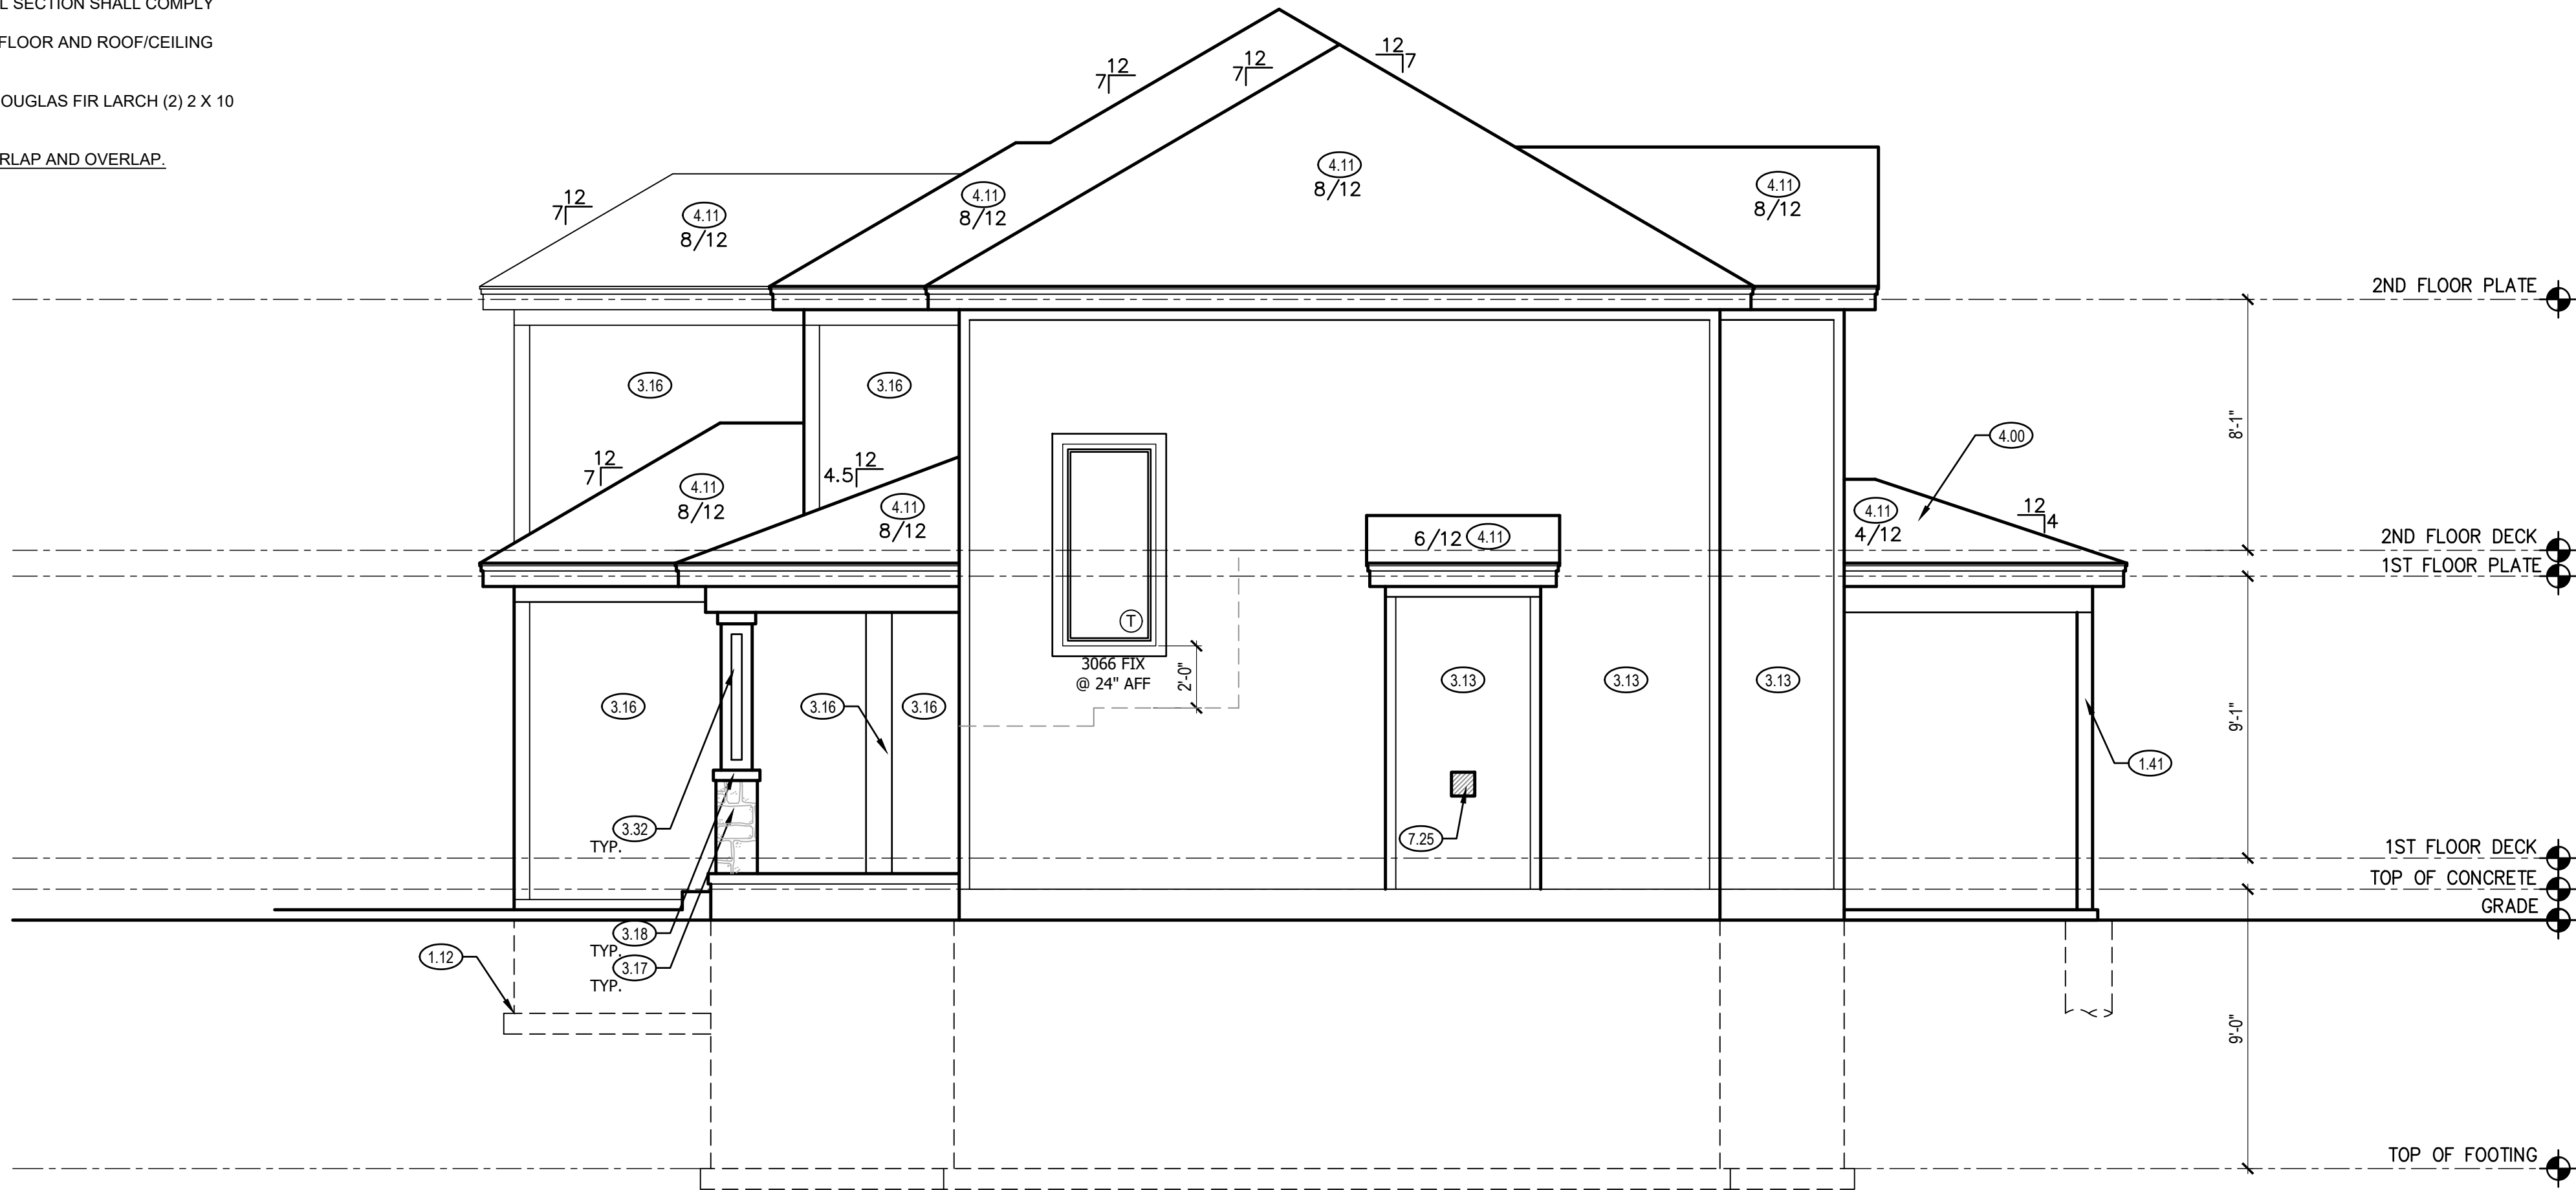 L SECTION SHALL COMPLY
FLOOR AND ROOF/CEILING
OUGLAS FIR LARCH (2) 2 X 10
RLAP AND OVERLAP.
12
7
12
7
12
7
12
7
4.11
8/12
4.11
8/12
4.11
8/12
4.11
8/12
2ND FLOOR PLATE
3.16
3.16
8'-1"
4.00
12
7
12
4.5
4.11
8/12
4.11
8/12
6/12 4.11
4.11
4/12
12
4
2ND FLOOR DECK
1ST FLOOR PLATE
T
3066 FIX
@ 24" AFF
2'-0"
3.16
3.16
3.16
3.13
3.13
3.13
9'-1"
1.41
3.32
TYP.
7.25
1ST FLOOR DECK
TOP OF CONCRETE
GRADE
3.18
TYP.
3.17
TYP.
1.12
9'-0"
TOP OF FOOTING